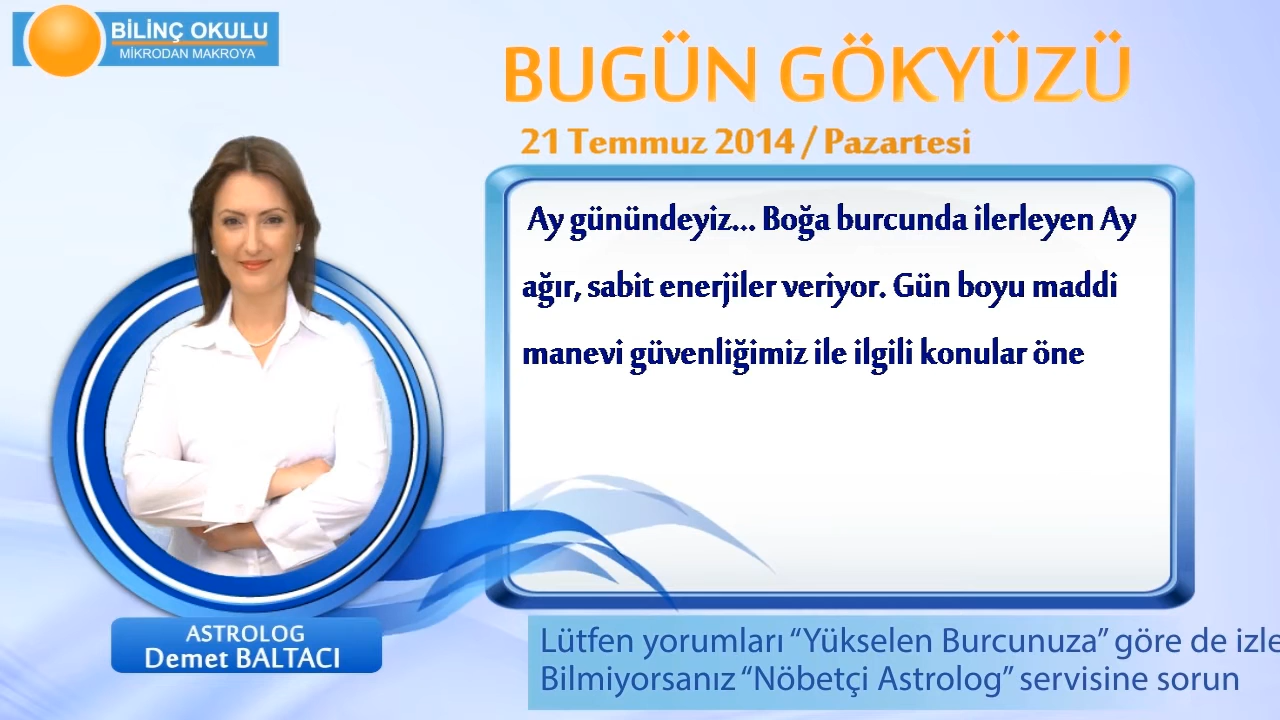 BİLİNÇ OKULU
MİKRODAN MAKROYA
BUGÜN GÖKYÜZÜ
21 Temmuz 2014 / Pazartesi
Ay günündeyiz... Boğa burcunda ilerleyen Ay
ağır, sabit enerjiler veriyor. Gün boyu maddi
manevi güvenliğimiz ile ilgili konular öne
ASTROLOG
Demet BALTACI
Lütfen yorumları “Yükselen Burcunuza” göre de izle
Bilmiyorsanız “Nöbetçi Astrolog” servisine sorun